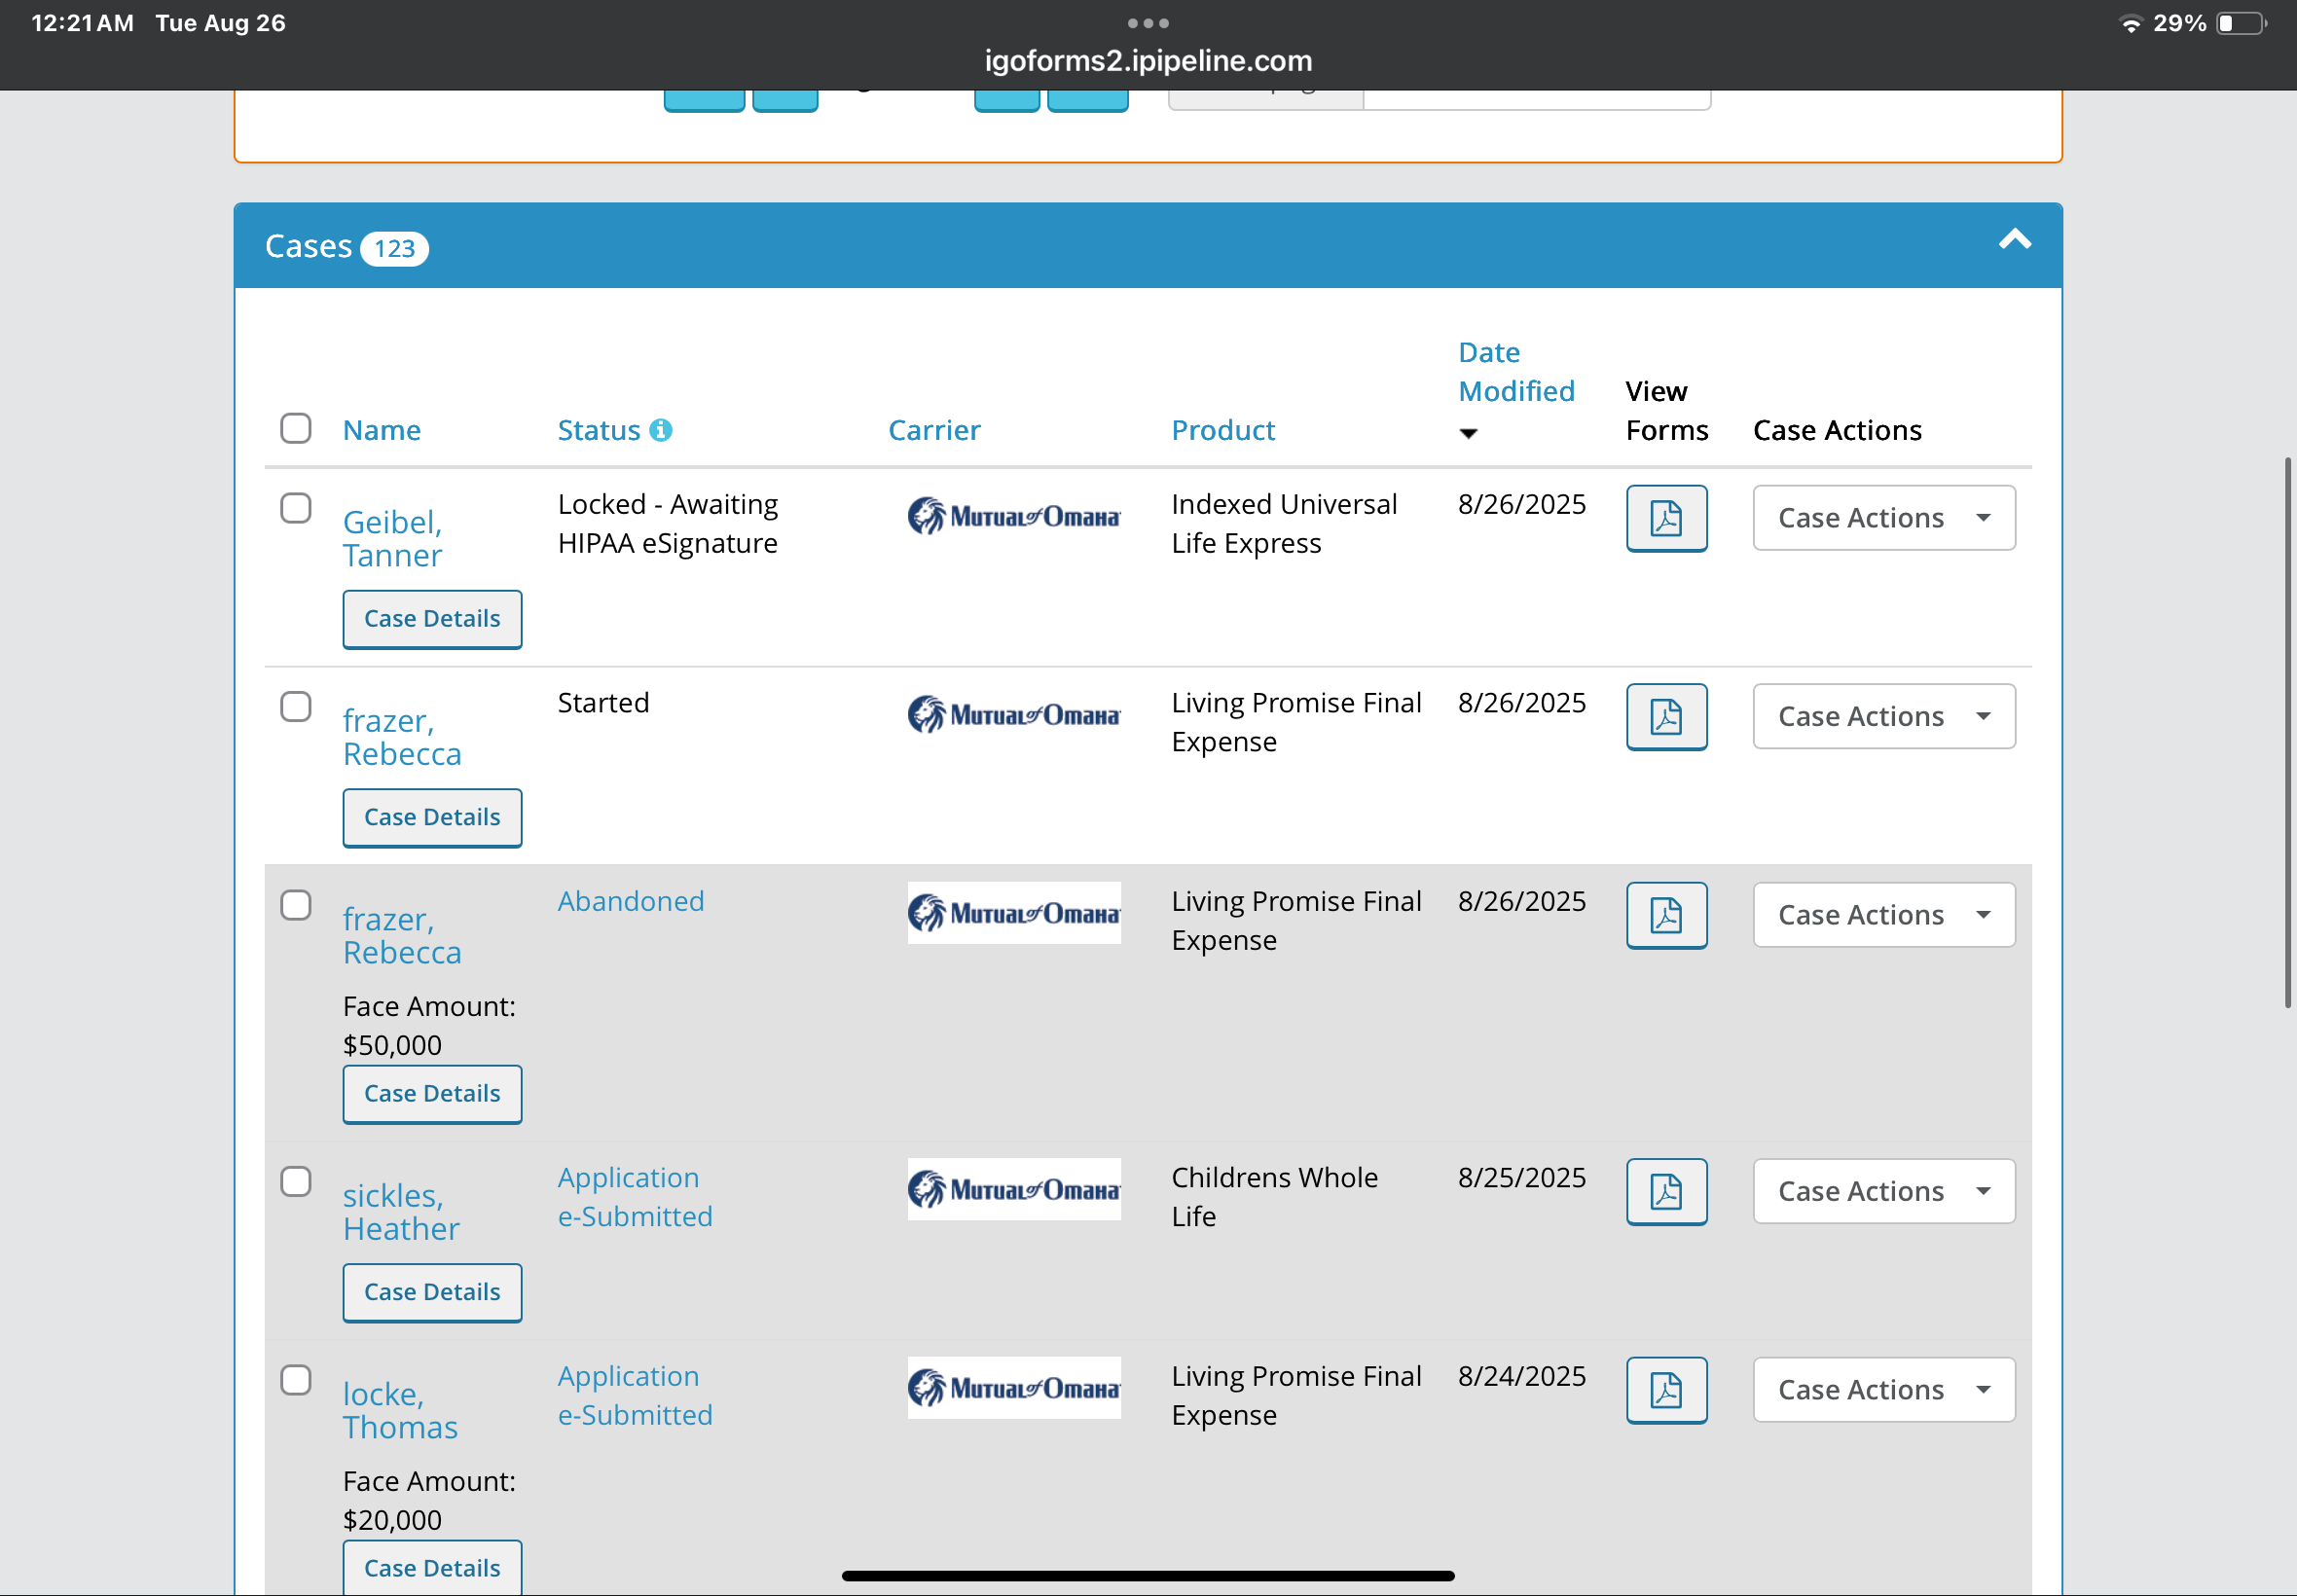 12:21 AM Tue Aug 26
29%
igoforms2.ipipeline.com
Cases 123
Date
Modified
View
Name Status Carrier Product Forms Case Actions
Locked - Awaiting Indexed Universal 8/26/2025 Case Actions
Geibel, MUTUAL of OMAHA
HIPAA eSignature Life Express
Tanner
Case Details
Started Living Promise Final 8/26/2025 Case Actions
frazer, MUTUAL of OMAHA
Expense
Rebecca
Case Details
Abandoned Living Promise Final 8/26/2025 Case Actions
frazer, MUTUAL of OMAHA
Expense
Rebecca
Face Amount:
$50,000
Case Details
Application Childrens Whole 8/25/2025 Case Actions
sickles, MUTUAL of OMAHA
e-Submitted Life
Heather
Case Details
Application Living Promise Final 8/24/2025 Case Actions
locke, MUTUAL of OMAHA
e-Submitted Expense
Thomas
Face Amount:
$20,000
Case Details